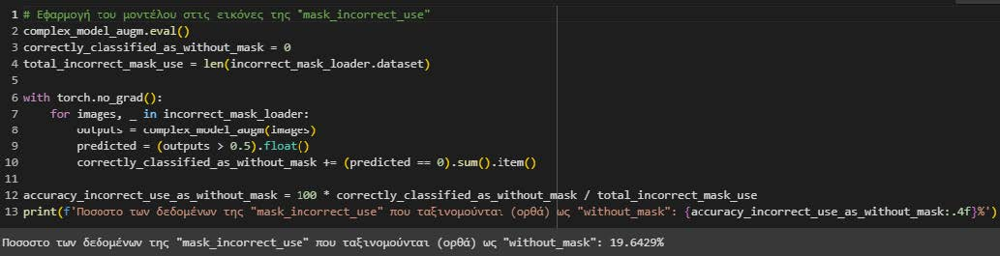 1 # Εφαρμογή του μοντέλου στις εικόνες της "mask_incorrect_use"
2 complex_model_augm.eval()
3 correctly_classified_as_without_mask = 0
4 total_incorrect_mask_use = len(incorrect_mask_loader.dataset)
5
6 with torch.no_grad():
7     for images, _ in incorrect_mask_loader:
8         outputs = complex_model_augm(images)
9         predicted = (outputs > 0.5).float()
10         correctly_classified_as_without_mask += (predicted == 0).sum().item()
11
12 accuracy_incorrect_use_as_without_mask = 100 * correctly_classified_as_without_mask / total_incorrect_mask_use
13 print(f'Ποσοστο των δεδομένων της "mask_incorrect_use" που ταξινομούνται (ορθά) ως "without_mask": {accuracy_incorrect_use_as_without_mask:.4f}%')
Ποσοστο των δεδομένων της "mask_incorrect_use" που ταξινομούνται (ορθά) ως "without_mask": 19.6429%